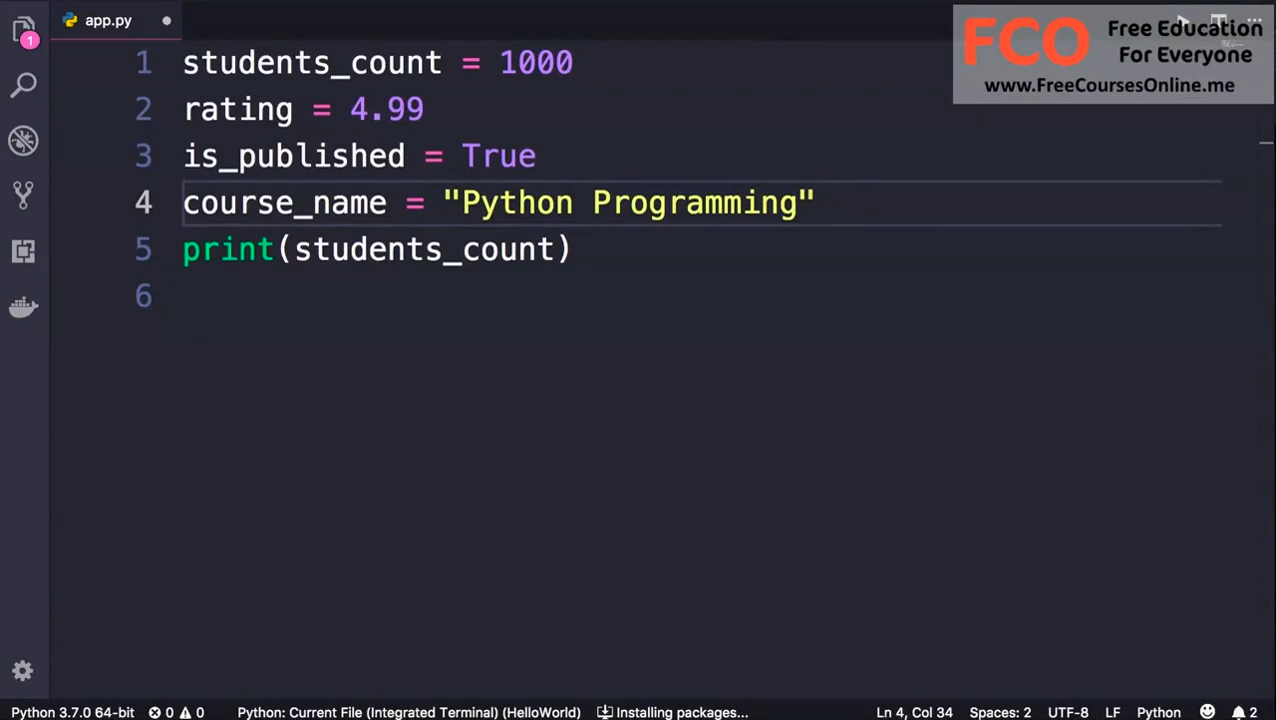 app.py
FCO Free Education For Everyone
www.FreeCoursesOnline.me
1
1 students_count = 1000
2 rating = 4.99
3 is_published = True
4 course_name = "Python Programming"
5 print(students_count)
6
Python 3.7.0 64-bit 0 0 Python: Current File (Integrated Terminal) (HelloWorld) Installing packages... Ln 4, Col 34 Spaces: 2 UTF-8 LF Python 2